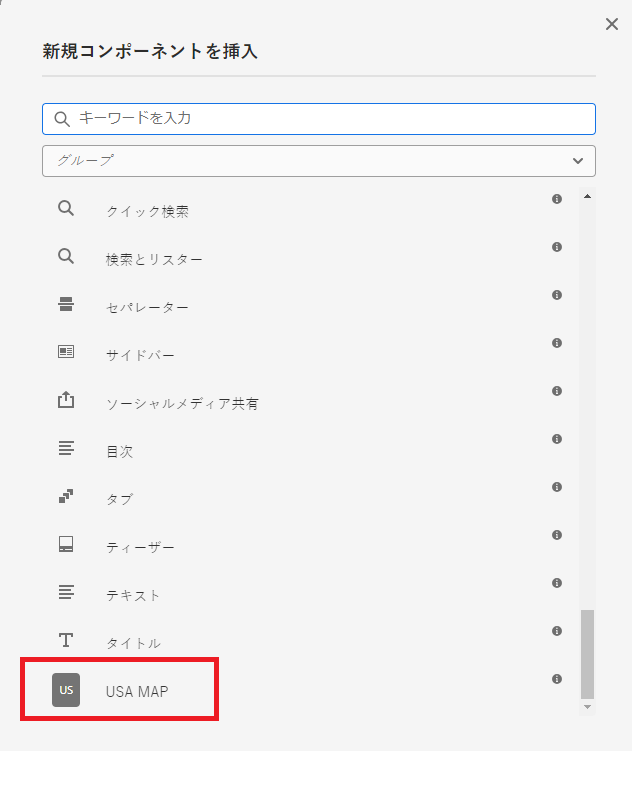 新規コンポーネントを挿入
キーワードを入力
グループ
クイック検索
検索とリスター
セパレーター
サイドバー
ソーシャルメディア共有
目次
タブ
ティーザー
テキスト
タイトル
US USA MAP